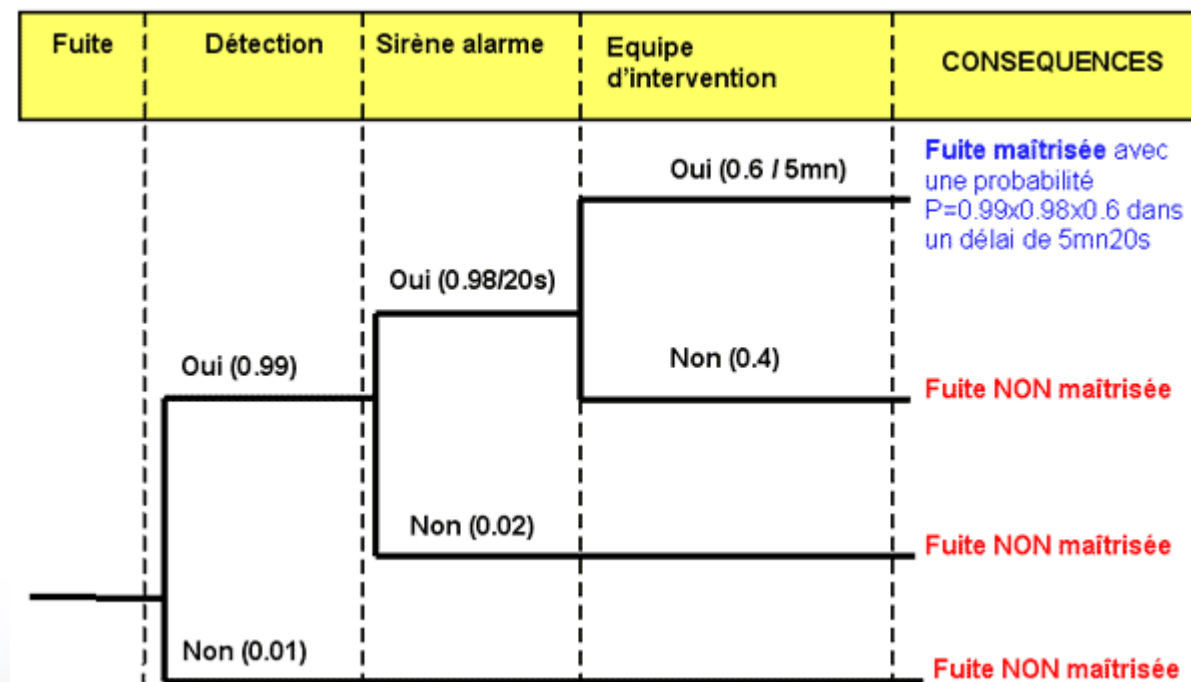 Fuite
Détection
Sirène alarme
Equipe
d'intervention
CONSEQUENCES
Oui (0.6 / 5mn)
Fuite maîtrisée avec
une probabilité
P=0.99x0.98x0.6 dans
un délai de 5mn20s
Oui (0.98/20s)
Oui (0.99)
Non (0.4)
Fuite NON maîtrisée
Non (0.02)
Fuite NON maîtrisée
Non (0.01)
Fuite NON maîtrisée